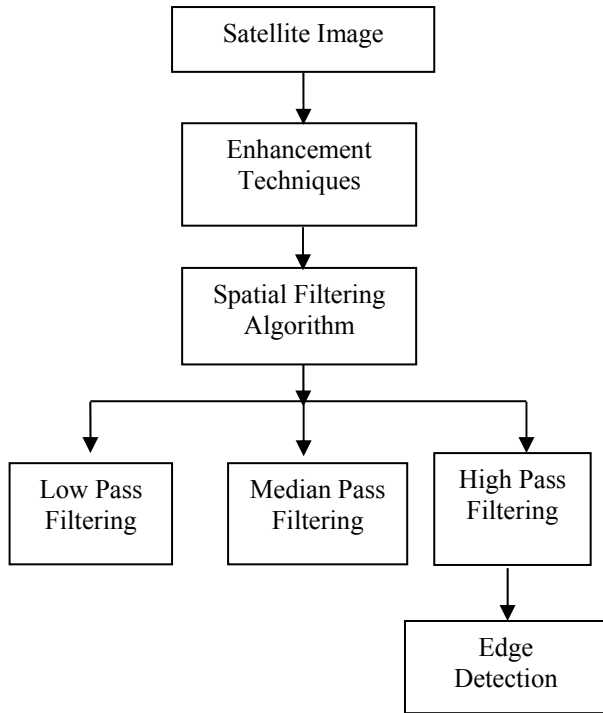 Satellite Image
Enhancement
Techniques
Spatial Filtering
Algorithm
Low Pass
Filtering
Median Pass
Filtering
High Pass
Filtering
Edge
Detection